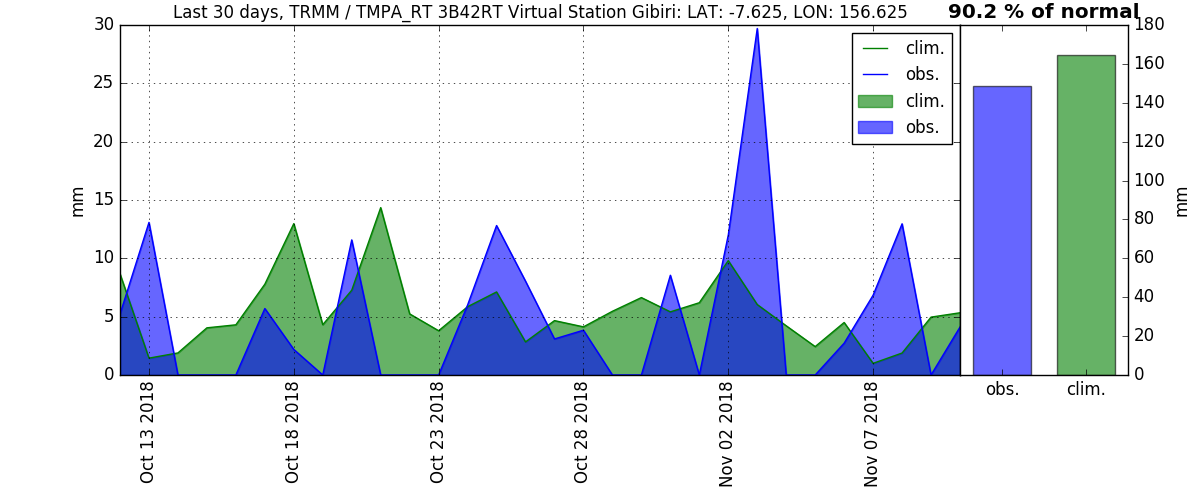 Last 30 days, TRMM / TMPA_RT 3B42RT Virtual Station Gibiri: LAT: -7.625, LON: 156.625
90.2 % of normal
clim.
obs.
clim.
obs.
30
25
20
15
10
5
0
mm
Oct 13 2018
Oct 18 2018
Oct 23 2018
Oct 28 2018
Nov 02 2018
Nov 07 2018
180
160
140
120
100
80
60
40
20
0
mm
obs.
clim.